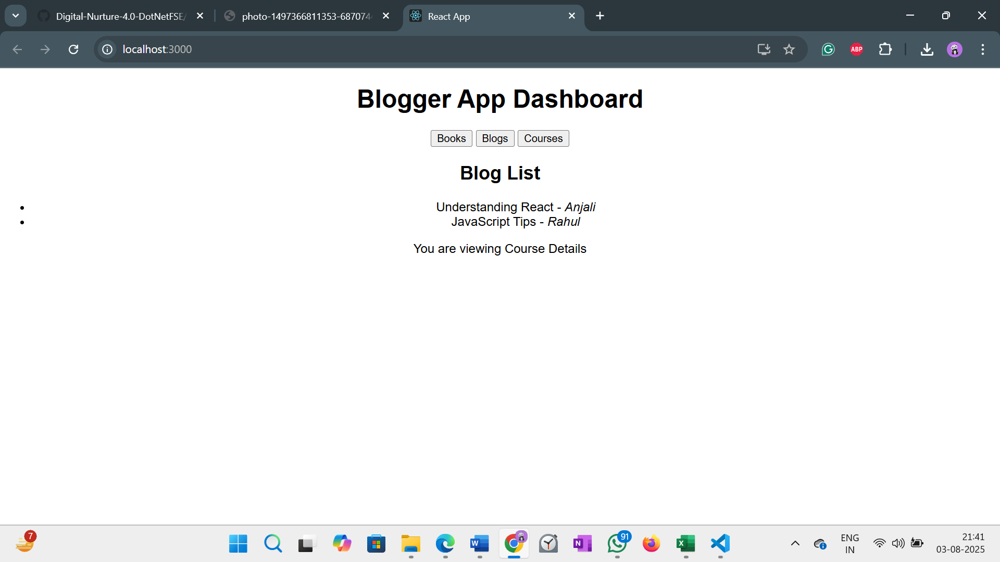 Digital-Nurture-4.0-DotNetFSE/
photo-1497366811353-687074
React App
localhost:3000
ABP
Blogger App Dashboard
Books Blogs Courses
Blog List
Understanding React - Anjali
JavaScript Tips - Rahul
You are viewing Course Details
7
W
N
91
X
ENG
IN
21:41
03-08-2025